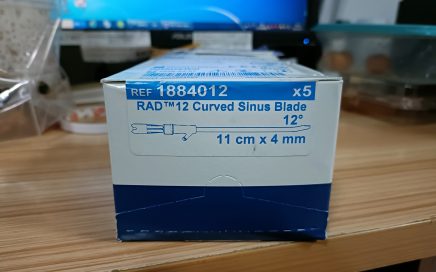 REF 1884012 x5
RAD™12 Curved Sinus Blade
12°
11 cm x 4 mm